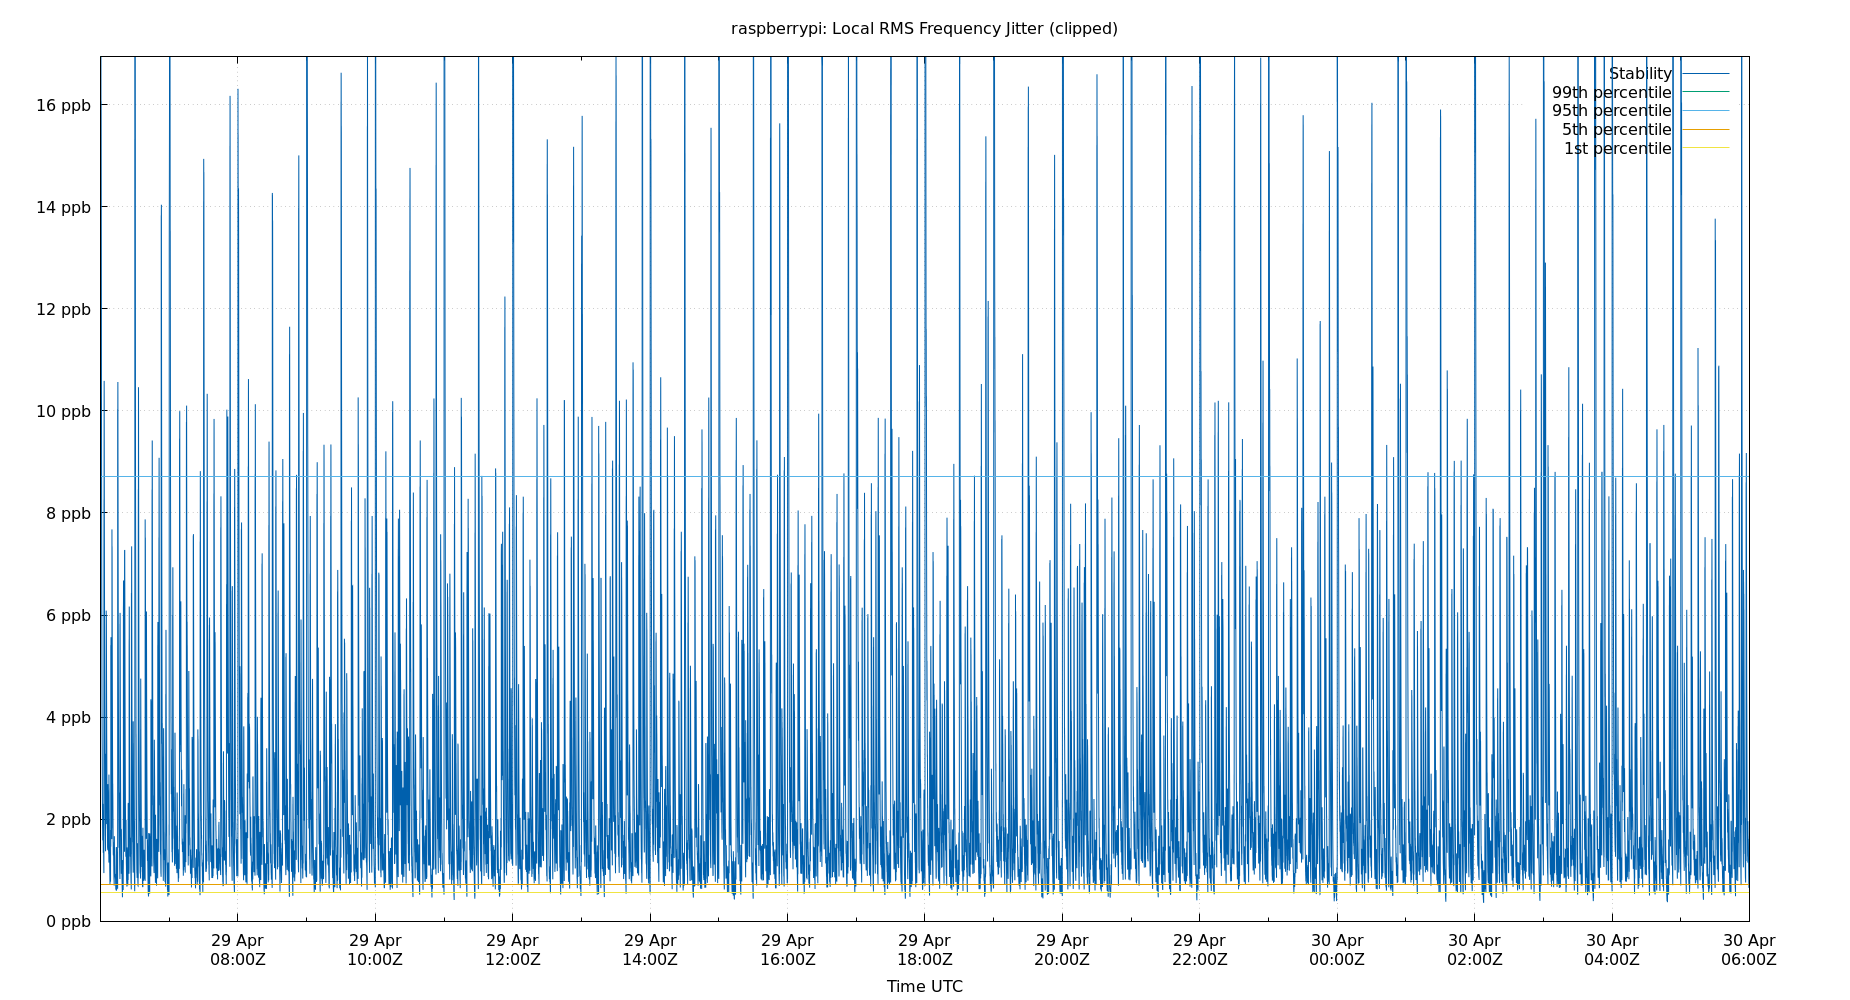 raspberrypi: Local RMS Frequency Jitter (clipped)
Stability
99th percentile
95th percentile
5th percentile
1st percentile
16 ppb
14 ppb
12 ppb
10 ppb
8 ppb
6 ppb
4 ppb
2 ppb
0 ppb
29 Apr 29 Apr 29 Apr 29 Apr 29 Apr 29 Apr 29 Apr 29 Apr 30 Apr 30 Apr 30 Apr 30 Apr
08:00Z 10:00Z 12:00Z 14:00Z 16:00Z 18:00Z 20:00Z 22:00Z 00:00Z 02:00Z 04:00Z 06:00Z
Time UTC